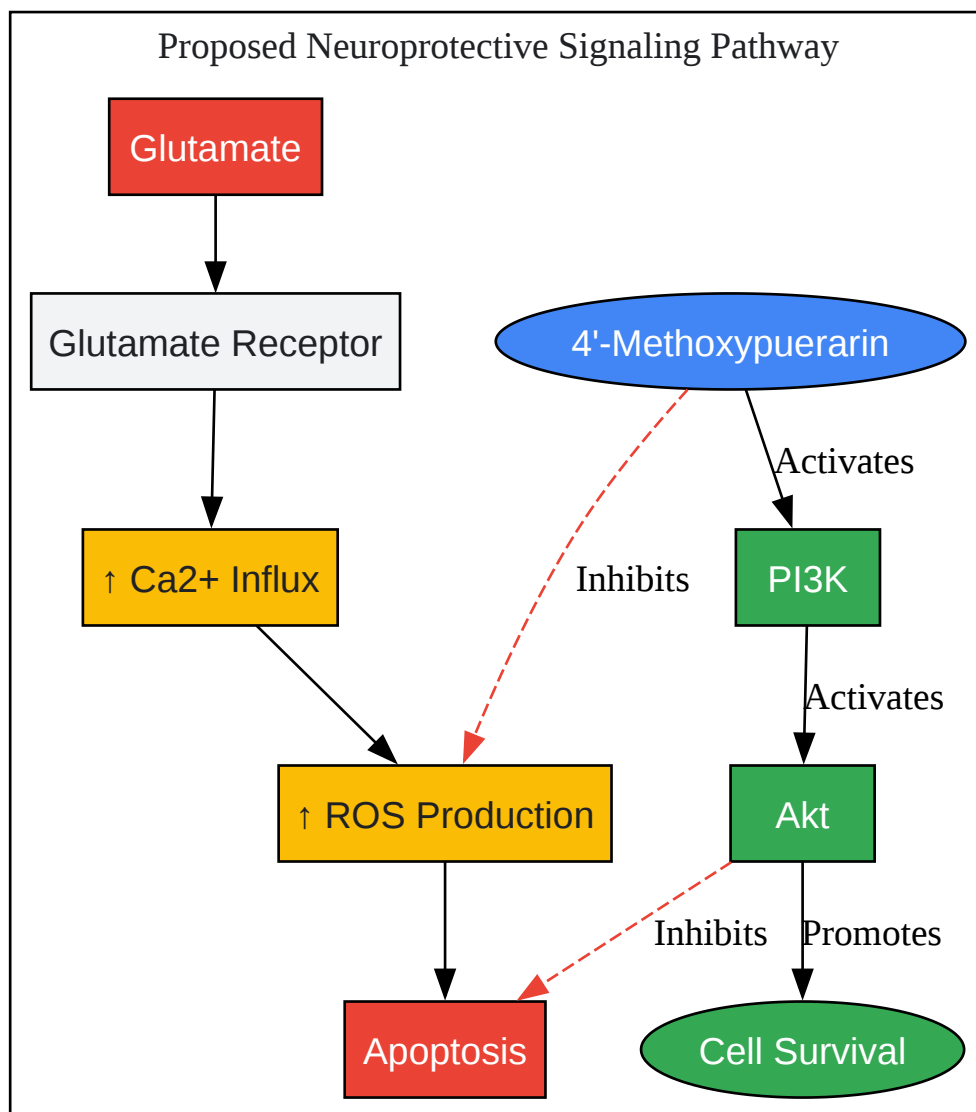 Proposed Neuroprotective Signaling Pathway
Glutamate
Glutamate Receptor
4'-Methoxypuerarin
Activates
↑ Ca2+ Influx
Inhibits
PI3K
Activates
↑ ROS Production
Akt
Inhibits
Promotes
Apoptosis
Cell Survival